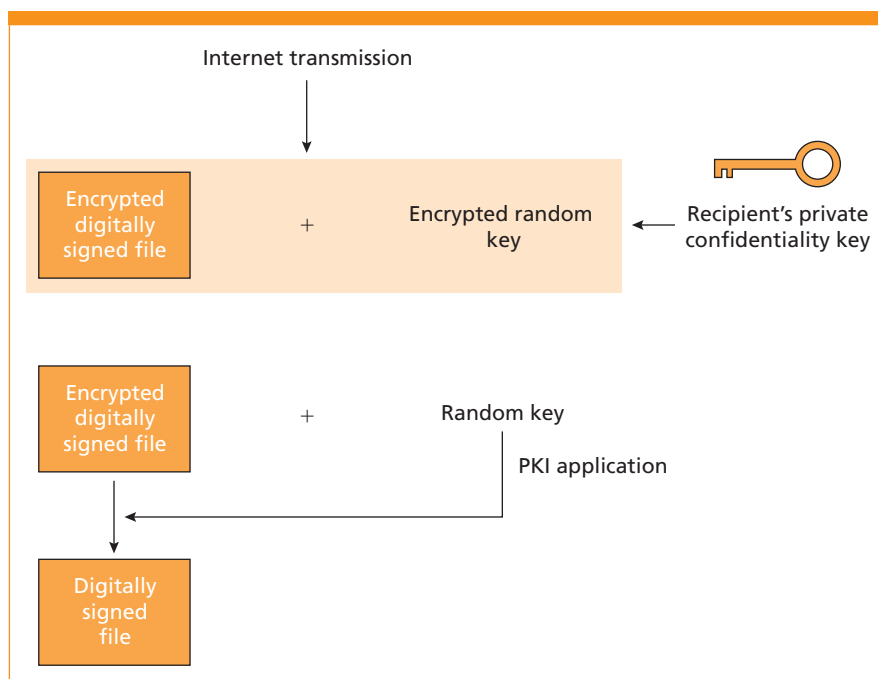 Internet transmission
Encrypted
digitally
signed file
+
Encrypted random
key
Recipient's private
confidentiality key
Encrypted
digitally
signed file
+
Random key
PKI application
Digitally
signed
file